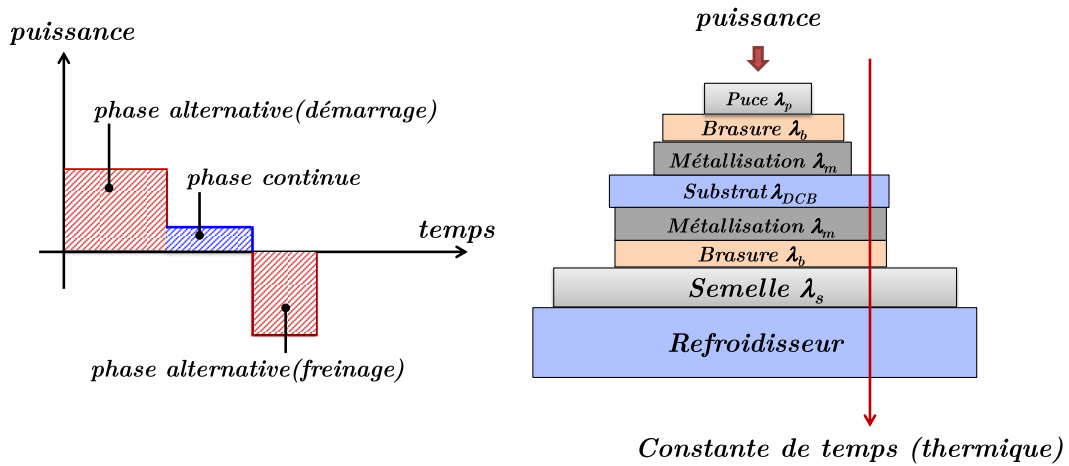 puissance
phase alternative(démarrage)
phase continue
temps
phase alternative(freinage)
puissance
Puce λp
Brasure λb
Métallisation λm
Substrat λDCB
Métallisation λm
Brasure λb
Semelle λs
Refroidisseur
Constante de temps (thermique)